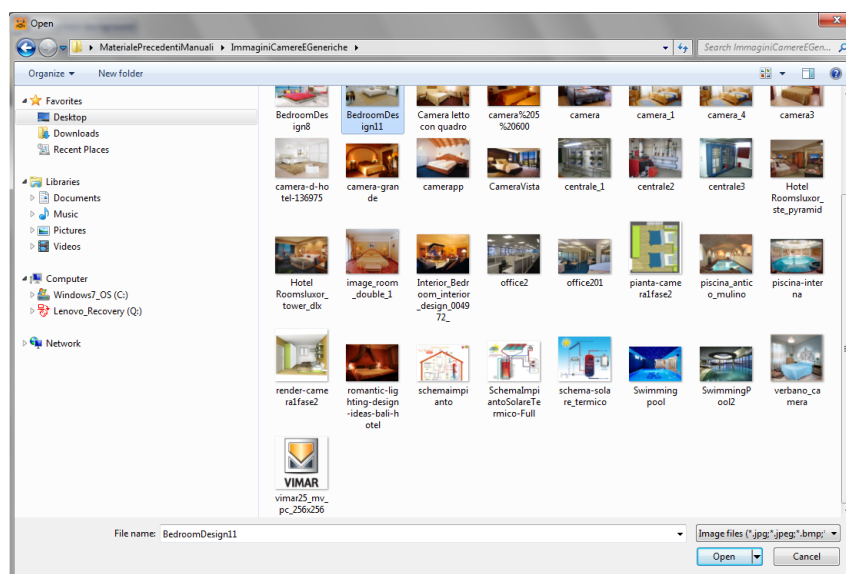 Open
MaterialePrecedentiManuali ▸ ImmaginiCamereEGeneriche ▸
Search ImmaginiCamereEGen...
Organize
New folder
Favorites
Desktop
Downloads
Recent Places
Libraries
Documents
Music
Pictures
Videos
Computer
Windows7_OS (C:)
Lenovo_Recovery (Q:)
Network
BedroomDes
ign8
BedroomDes
ign11
Camera letto
con quadro
camera%205
%20600
camera
camera_1
camera_4
camera3
camera-d-ho
tel-136975
camera-gran
de
camerapp
CameraVista
centrale_1
centrale2
centrale3
Hotel
Roomsluxor_
ste_pyramid
Hotel
Roomsluxor_
tower_dlx
image_room
_double_1
Interior_Bedr
oom_interior
_design_0049
72_
office2
office201
pianta-came
ra1fase2
piscina_antic
o_mulino
piscina-inter
na
render-came
ra1fase2
romantic-lig
hting-design
-ideas-bali-h
otel
schemaimpi
anto
SchemaImpi
antoSolareTe
rmico-Full
schema-sola
re_termico
Swimming
pool
SwimmingP
ool2
verbano_ca
mera
VIMAR
vimar25_mv_
pc_256x256
File name:
BedroomDesign11
Image files (*.jpg;*.jpeg;*.bmp;'
Open
Cancel